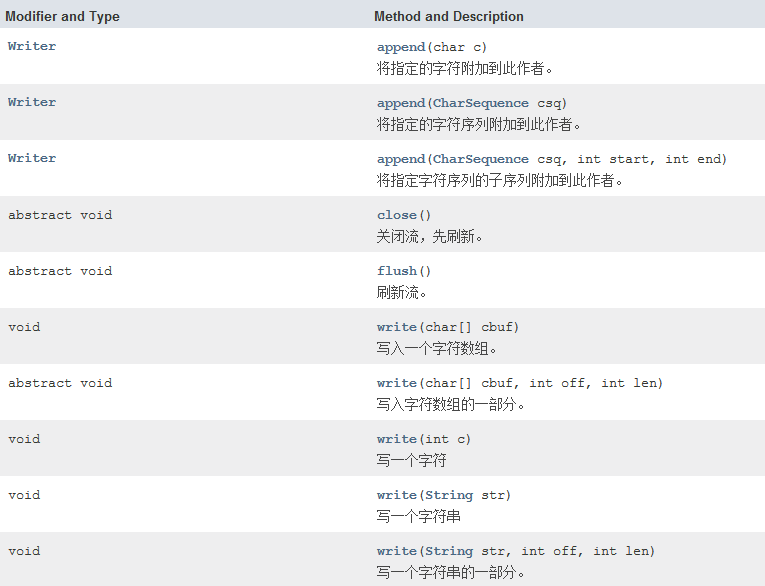 Modifier and Type Method and Description
Writer append(char c)
将指定的字符附加到此作者。
Writer append(CharSequence csq)
将指定的字符序列附加到此作者。
Writer append(CharSequence csq, int start, int end)
将指定字符序列的子序列附加到此作者。
abstract void close()
关闭流，先刷新。
abstract void flush()
刷新流。
void write(char[] cbuf)
写入一个字符数组。
abstract void write(char[] cbuf, int off, int len)
写入字符数组的一部分。
void write(int c)
写一个字符
void write(String str)
写一个字符串
void write(String str, int off, int len)
写一个字符串的一部分。